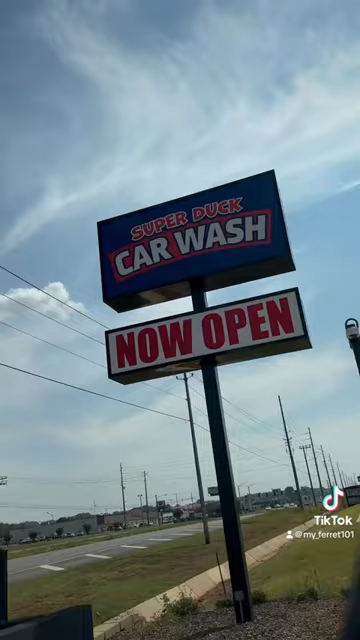 SUPER DUCK
CAR WASH
NOW OPEN
TikTok
@my_ferret101